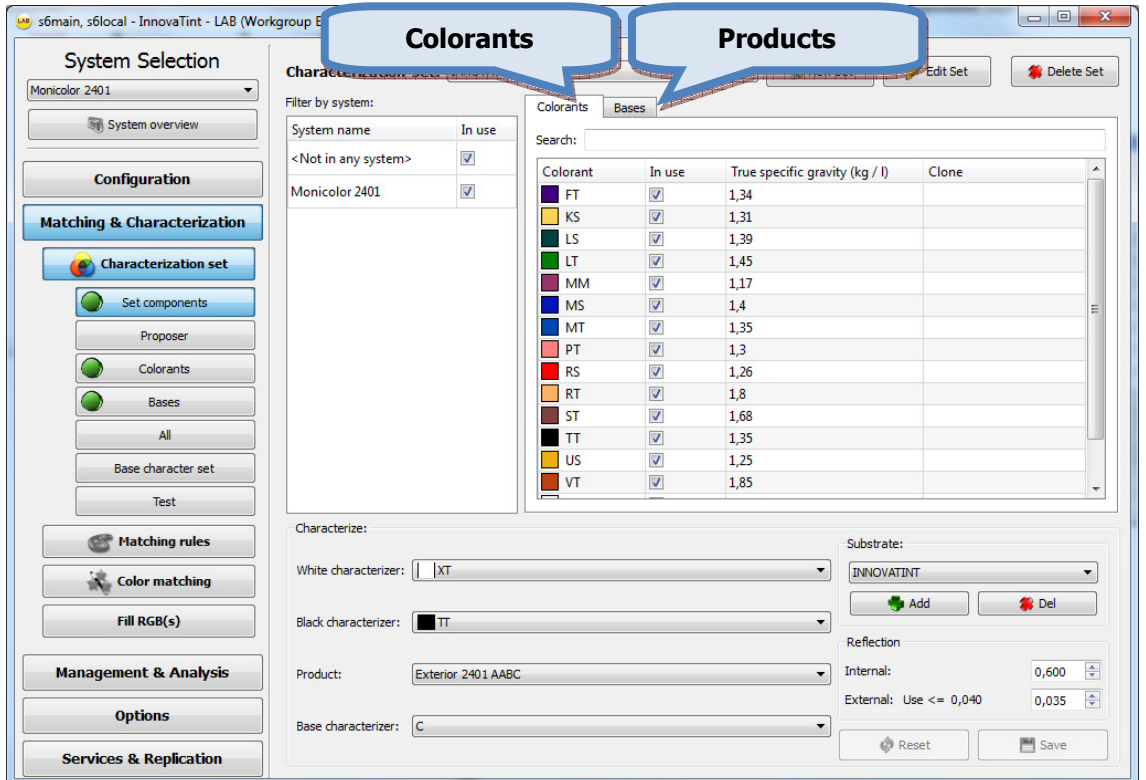 s6main, s6local - InnovaTint - LAB (Workgroup
Colorants
Products
System Selection
Monicolor 2401
System overview
Configuration
Matching & Characterization
Characterization set
Set components
Proposer
Colorants
Bases
All
Base character set
Test
Matching rules
Color matching
Fill RGB(s)
Management & Analysis
Options
Services & Replication
Edit Set
Delete Set
Filter by system:
System name In use
<Not in any system>
Monicolor 2401
Colorants Bases
Search:
Colorant In use True specific gravity (kg / l) Clone
FT 1,34
KS 1,31
LS 1,39
LT 1,45
MM 1,17
MS 1,4
MT 1,35
PT 1,3
RS 1,26
RT 1,8
ST 1,68
TT 1,35
US 1,25
VT 1,85
Characterize:
White characterizer: XT
Black characterizer: TT
Product: Exterior 2401 AABC
Base characterizer: C
Substrate:
INNOVATINT
Add Del
Reflection
Internal: 0,600
External: Use <= 0,040 0,035
Reset Save